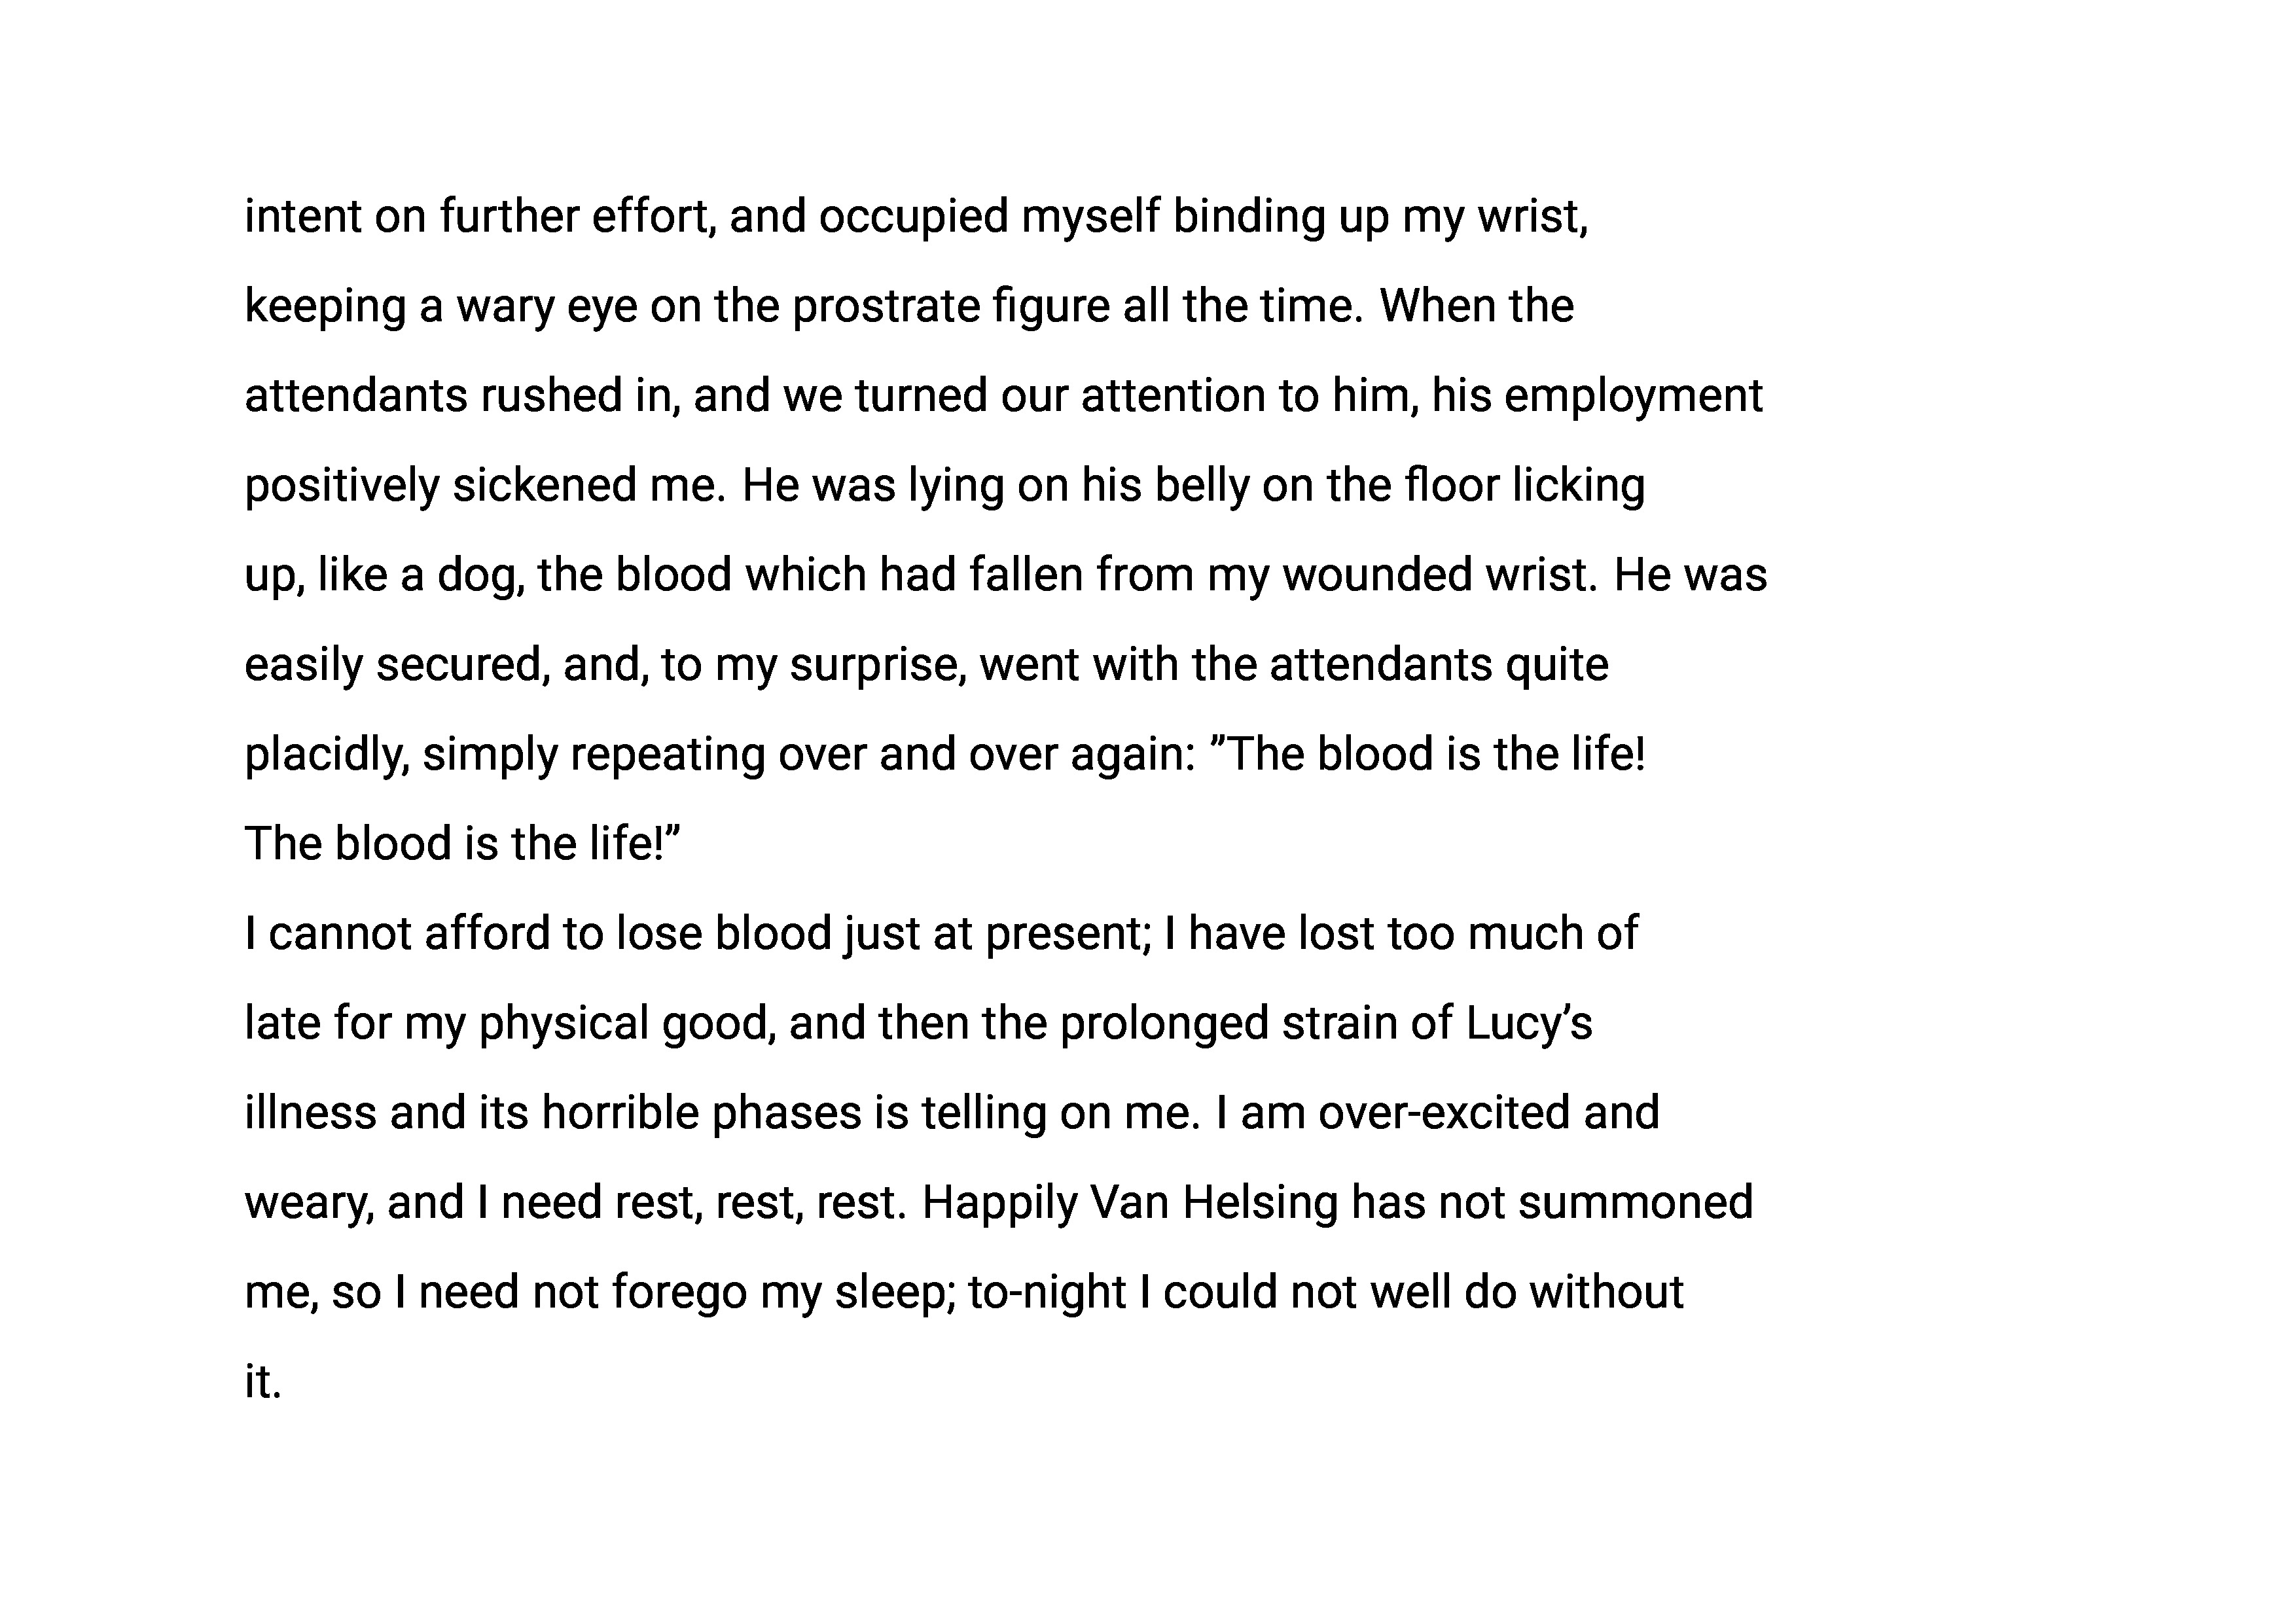 intent on further effort, and occupied myself binding up my wrist,
keeping a wary eye on the prostrate figure all the time. When the
attendants rushed in, and we turned our attention to him, his employment
positively sickened me. He was lying on his belly on the floor licking
up, like a dog, the blood which had fallen from my wounded wrist. He was
easily secured, and, to my surprise, went with the attendants quite
placidly, simply repeating over and over again: ”The blood is the life!
The blood is the life!”
I cannot afford to lose blood just at present; I have lost too much of
late for my physical good, and then the prolonged strain of Lucy’s
illness and its horrible phases is telling on me. I am over-excited and
weary, and I need rest, rest, rest. Happily Van Helsing has not summoned
me, so I need not forego my sleep; to-night I could not well do without
it.